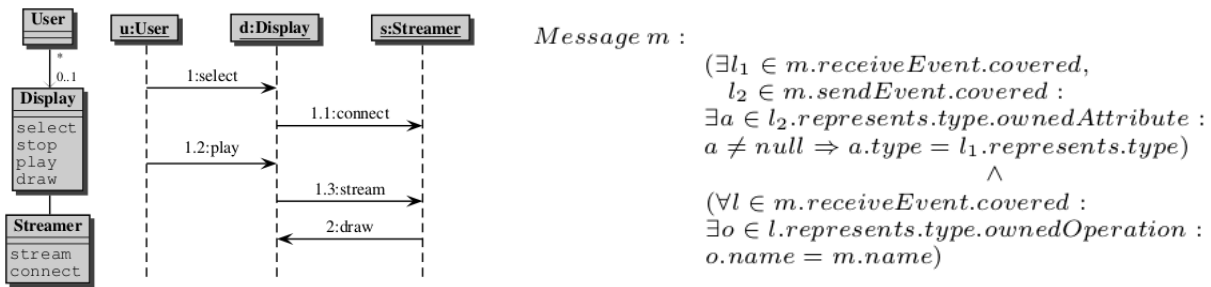 User
*
0..1
Display
select
stop
play
draw
Streamer
stream
connect
u:User
d:Display
s:Streamer
1:select
1.1:connect
1.2:play
1.3:stream
2:draw
Message m :
(∃l₁ ∈ m.receiveEvent.covered,
l₂ ∈ m.sendEvent.covered :
∃a ∈ l₂.represents.type.ownedAttribute :
a ≠ null ⇒ a.type = l₁.represents.type)
∧
(∀l ∈ m.receiveEvent.covered :
∃o ∈ l.represents.type.ownedOperation :
o.name = m.name)